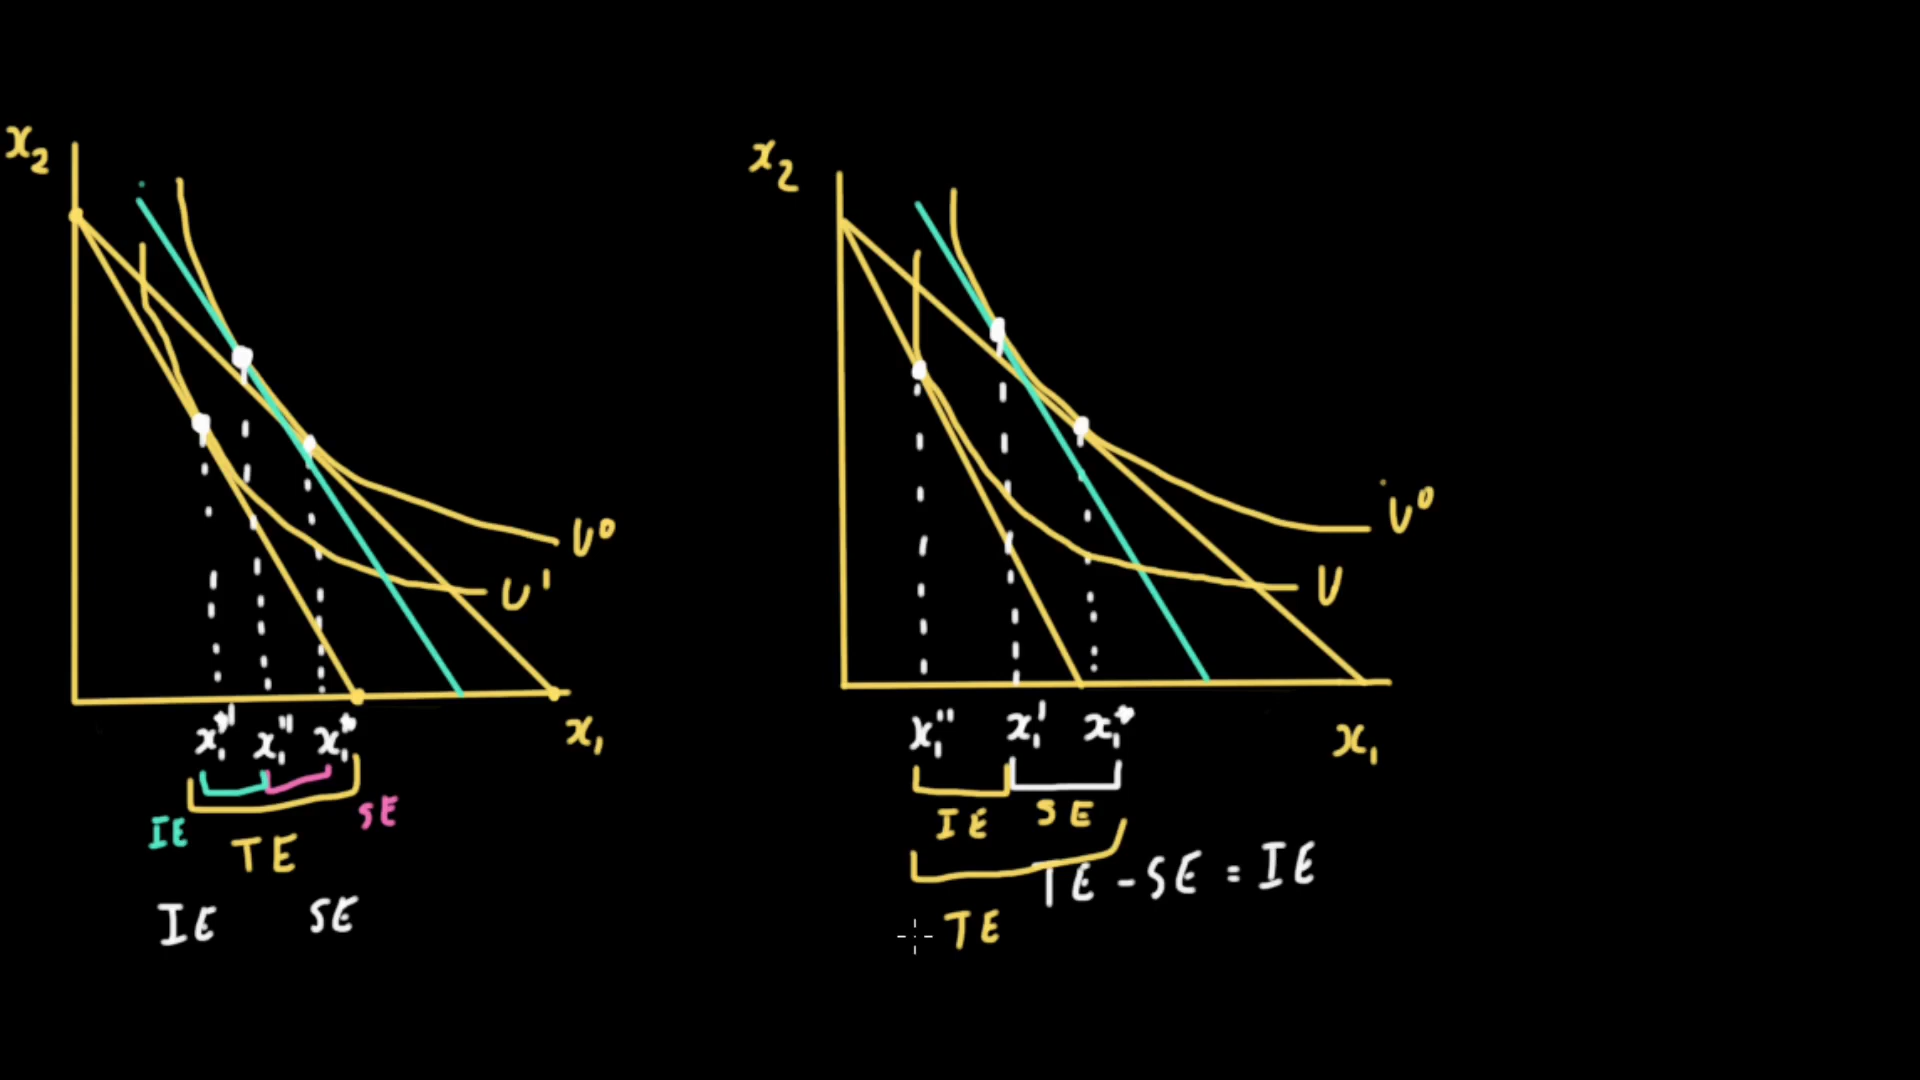 x₂
U⁰
U'
x₁*' x₁'' x₁*
x₁
IE TE SE
IE SE
x₂
U⁰
U
x₁'' x₁' x₁*
x₁
IE SE
TE - SE = IE
TE